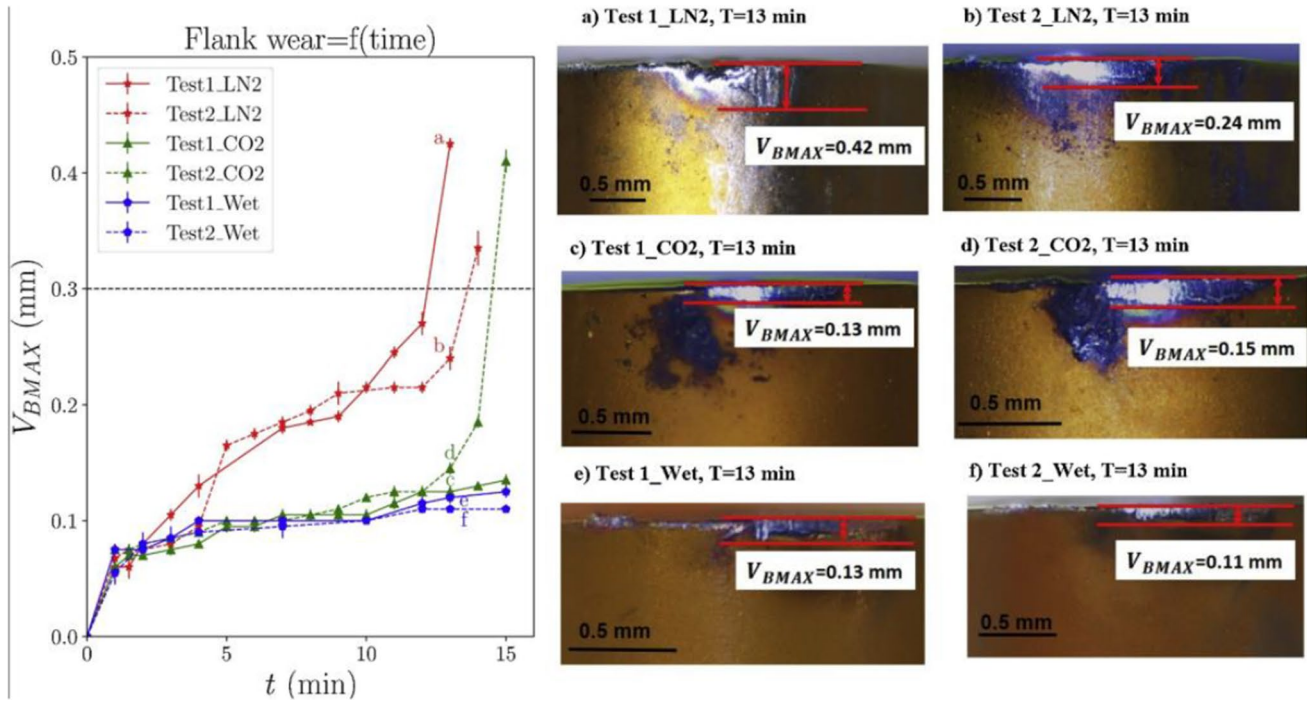 Flank wear=f(time)
0.5
0.4
0.3
0.2
0.1
0.0
V_BMAX (mm)
0
5
10
15
t (min)
Test1_LN2
Test2_LN2
Test1_CO2
Test2_CO2
Test1_Wet
Test2_Wet
a
b
d
c
e
f
a) Test 1_LN2, T=13 min
V_BMAX=0.42 mm
0.5 mm
b) Test 2_LN2, T=13 min
V_BMAX=0.24 mm
0.5 mm
c) Test 1_CO2, T=13 min
V_BMAX=0.13 mm
0.5 mm
d) Test 2_CO2, T=13 min
V_BMAX=0.15 mm
0.5 mm
e) Test 1_Wet, T=13 min
V_BMAX=0.13 mm
0.5 mm
f) Test 2_Wet, T=13 min
V_BMAX=0.11 mm
0.5 mm